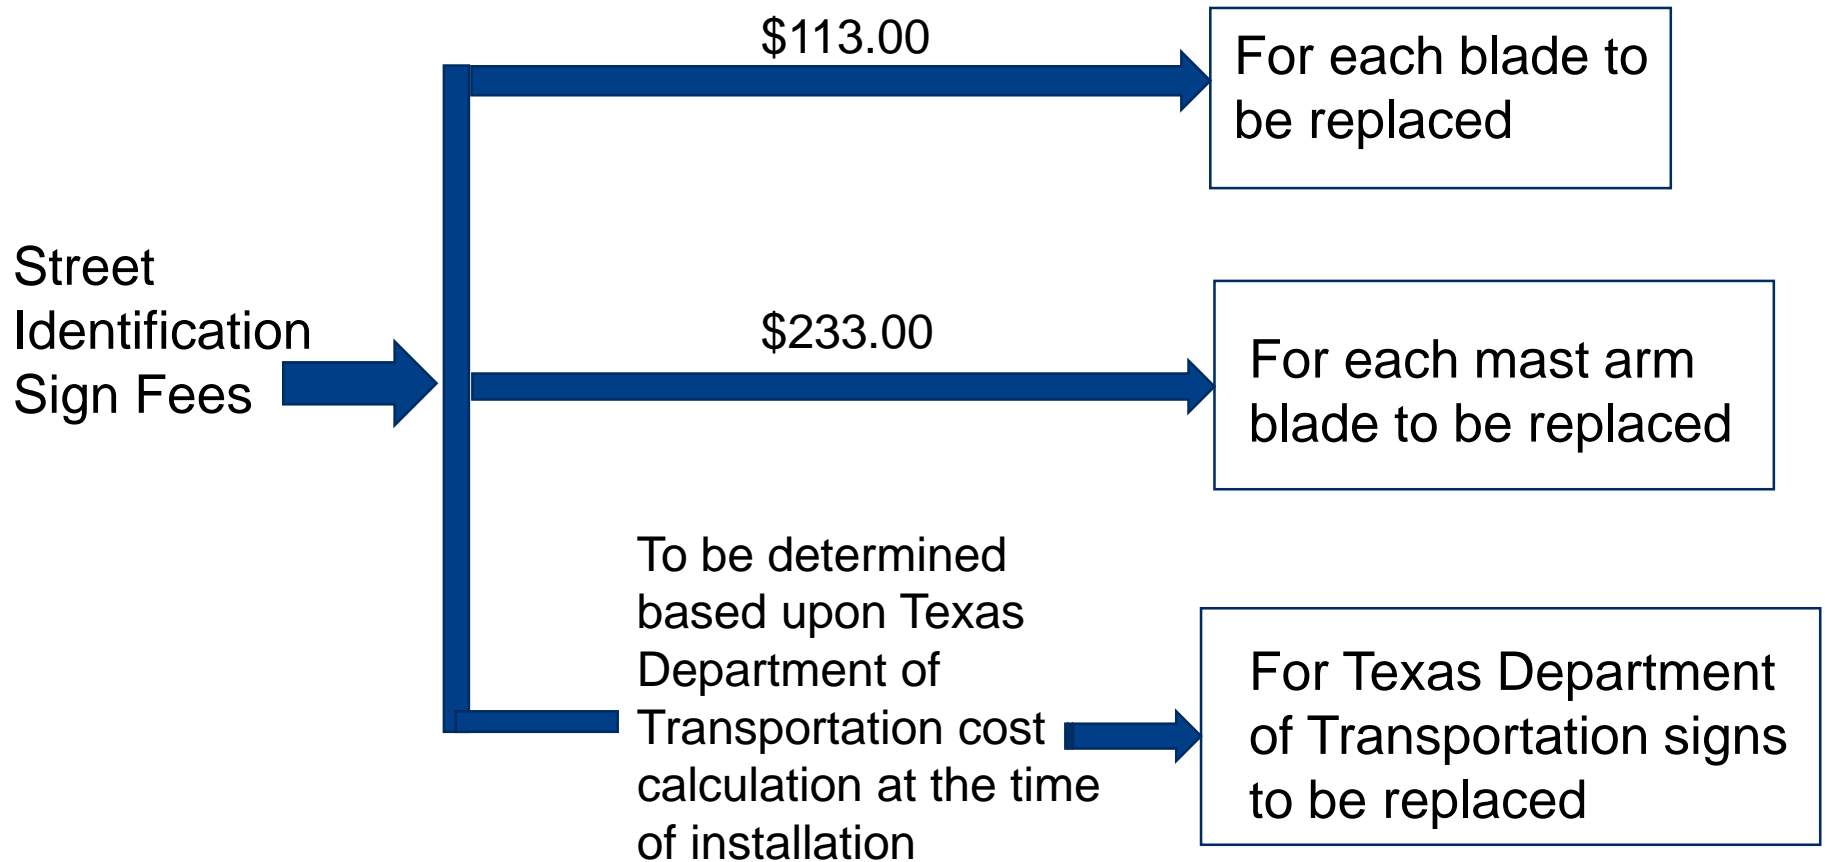 Street
Identification
Sign Fees
$113.00
For each blade to
be replaced
$233.00
For each mast arm
blade to be replaced
To be determined
based upon Texas
Department of
Transportation cost
calculation at the time
of installation
For Texas Department
of Transportation signs
to be replaced